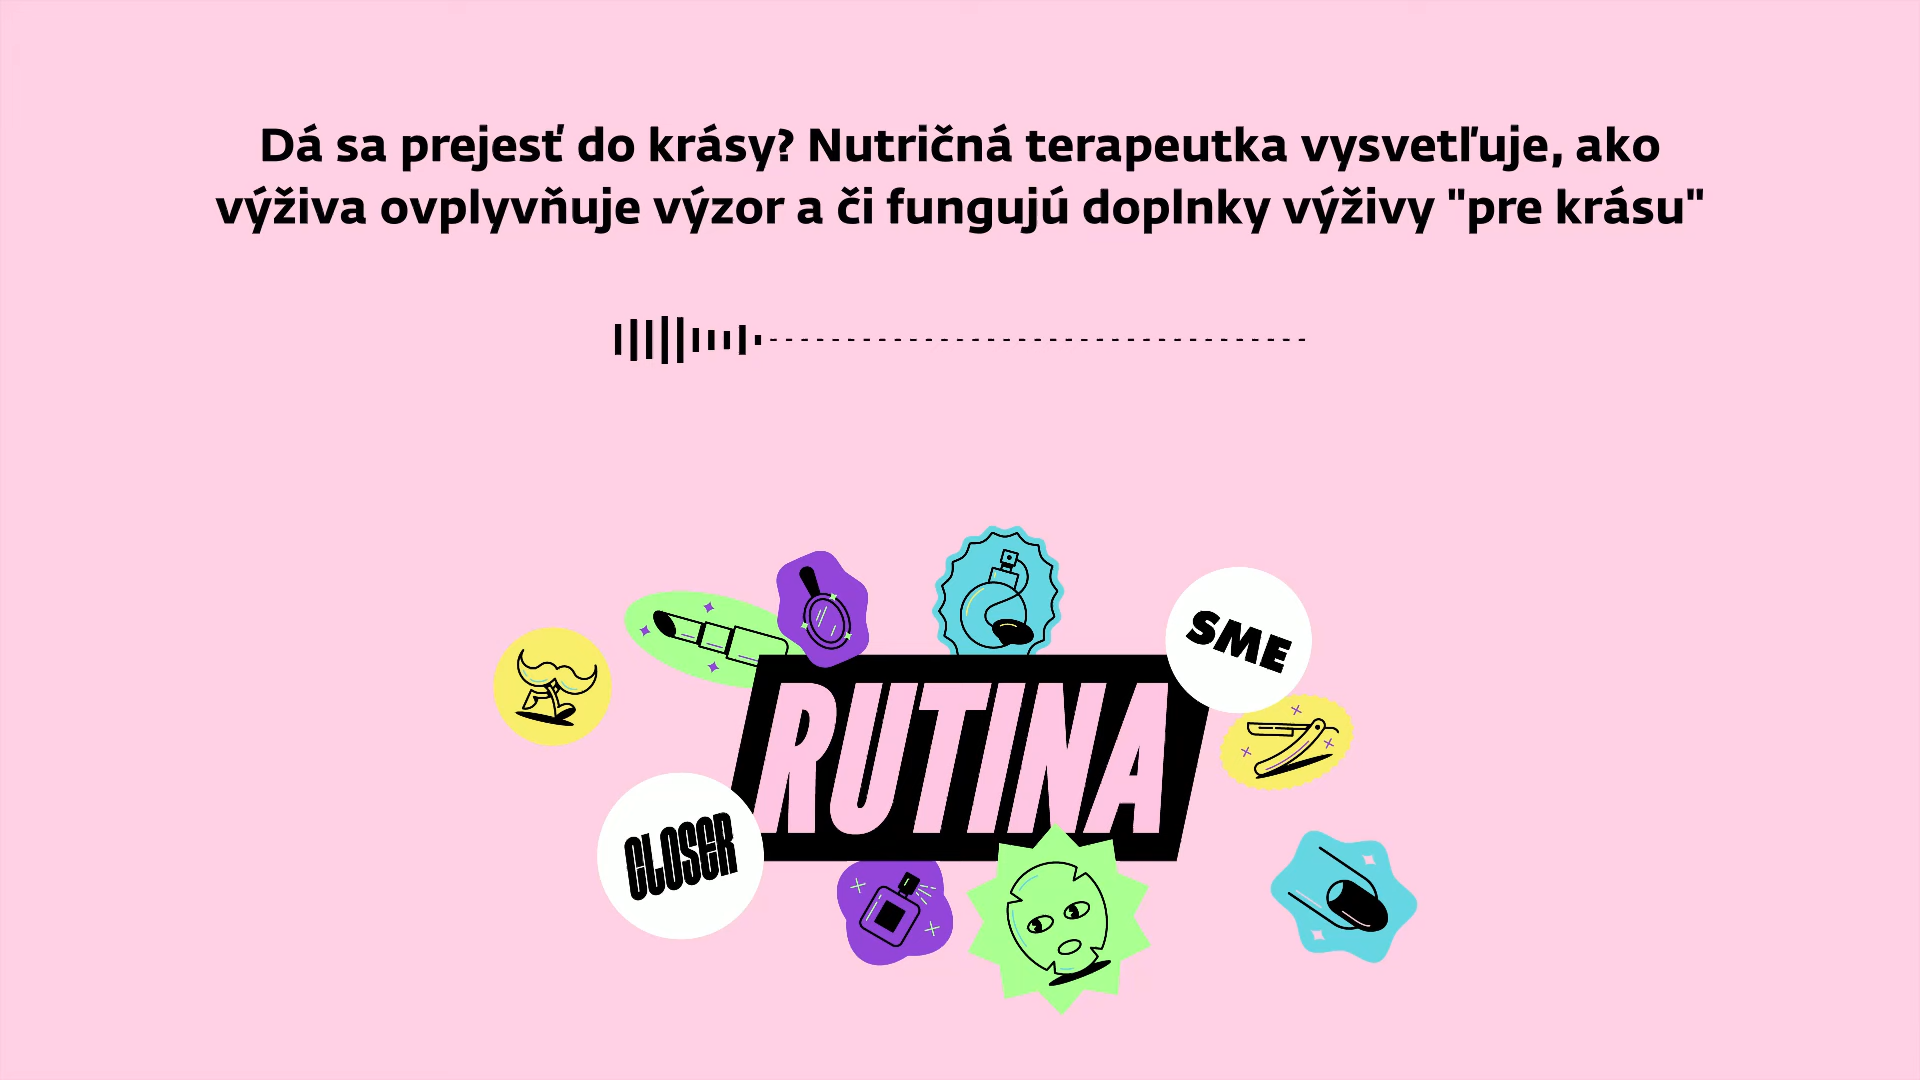 Dá sa prejesť do krásy? Nutričná terapeutka vysvetľuje, ako
výživa ovplyvňuje výzor a či fungujú doplnky výživy "pre krásu"
SME
RUTINA
CLOSER